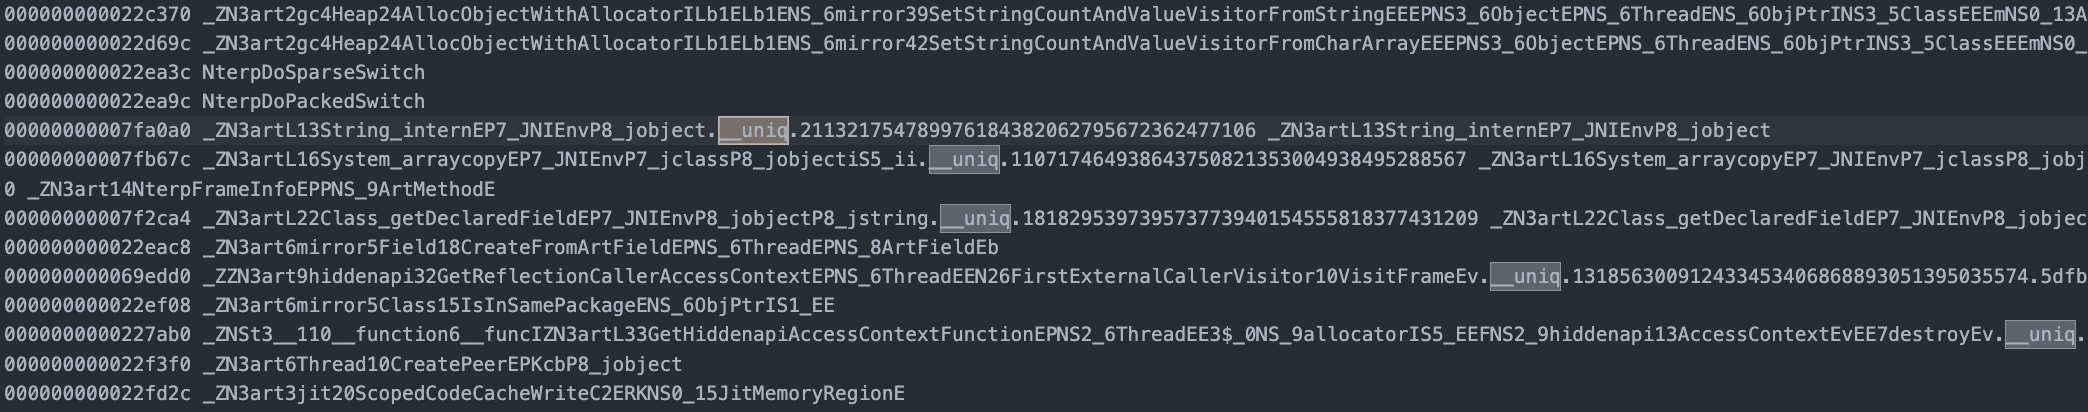 000000000022c370 _ZN3art2gc4Heap24AllocObjectWithAllocatorILb1ELb1ENS_6mirror39SetStringCountAndValueVisitorFromStringEEEPNS3_6ObjectEPNS_6ThreadENS_6ObjPtrINS3_5ClassEEEmNS0_13A
000000000022d69c _ZN3art2gc4Heap24AllocObjectWithAllocatorILb1ELb1ENS_6mirror42SetStringCountAndValueVisitorFromCharArrayEEEPNS3_6ObjectEPNS_6ThreadENS_6ObjPtrINS3_5ClassEEEmNS0_
000000000022ea3c NterpDoSparseSwitch
000000000022ea9c NterpDoPackedSwitch
00000000007fa0a0 _ZN3artL13String_internEP7_JNIEnvP8_jobject.__uniq.211321754789976184382062795672362477106 _ZN3artL13String_internEP7_JNIEnvP8_jobject
00000000007fb67c _ZN3artL16System_arraycopyEP7_JNIEnvP7_jclassP8_jobjectiS5_ii.__uniq.110717464938643750821353004938495288567 _ZN3artL16System_arraycopyEP7_JNIEnvP7_jclassP8_jobj
0 _ZN3art14NterpFrameInfoEPPNS_9ArtMethodE
00000000007f2ca4 _ZN3artL22Class_getDeclaredFieldEP7_JNIEnvP8_jobjectP8_jstring.__uniq.181829539739573773940154555818377431209 _ZN3artL22Class_getDeclaredFieldEP7_JNIEnvP8_jobjec
000000000022eac8 _ZN3art6mirror5Field18CreateFromArtFieldEPNS_6ThreadEPNS_8ArtFieldEb
000000000069edd0 _ZZN3art9hiddenapi32GetReflectionCallerAccessContextEPNS_6ThreadEEN26FirstExternalCallerVisitor10VisitFrameEv.__uniq.131856300912433453406868893051395035574.5dfb
000000000022ef08 _ZN3art6mirror5Class15IsInSamePackageENS_6ObjPtrIS1_EE
0000000000227ab0 _ZNSt3__110__function6__funcIZN3artL33GetHiddenapiAccessContextFunctionEPNS2_6ThreadEE3$_0NS_9allocatorIS5_EEFNS2_9hiddenapi13AccessContextEvEE7destroyEv.__uniq.
000000000022f3f0 _ZN3art6Thread10CreatePeerEPKcbP8_jobject
000000000022fd2c _ZN3art3jit20ScopedCodeCacheWriteC2ERKNS0_15JitMemoryRegionE